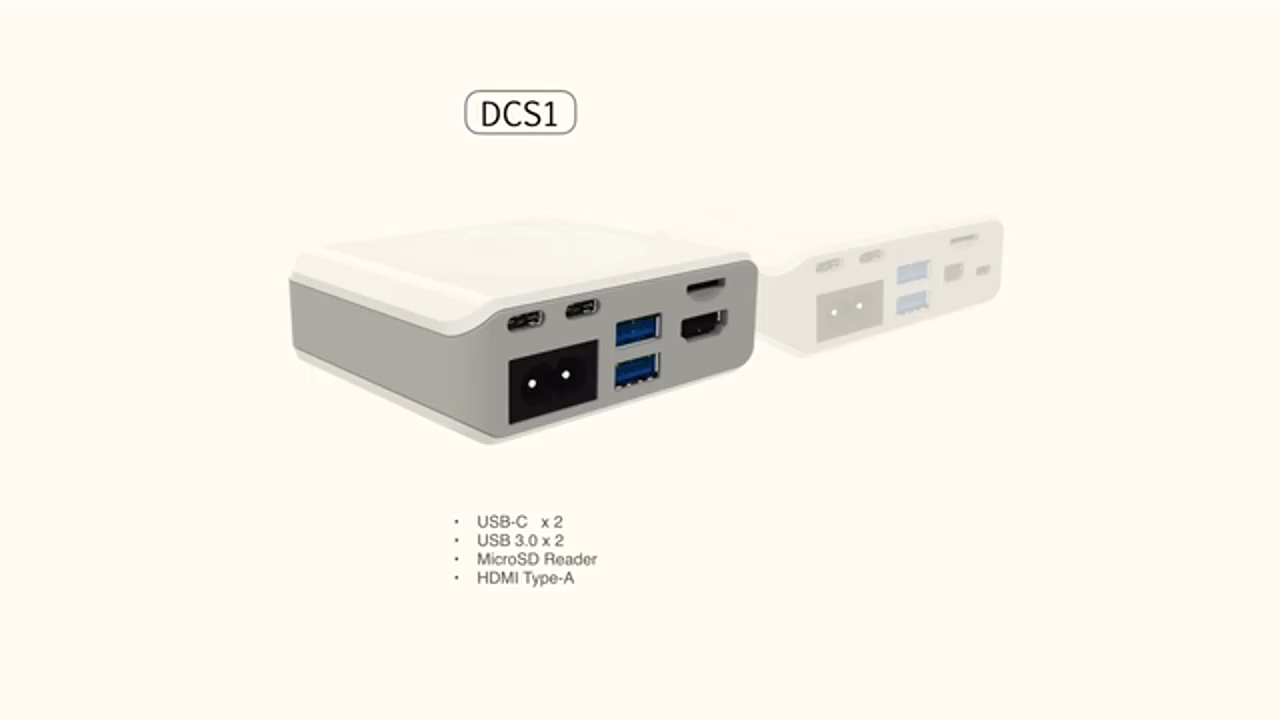 DCS1
• USB-C x 2
• USB 3.0 x 2
• MicroSD Reader
• HDMI Type-A